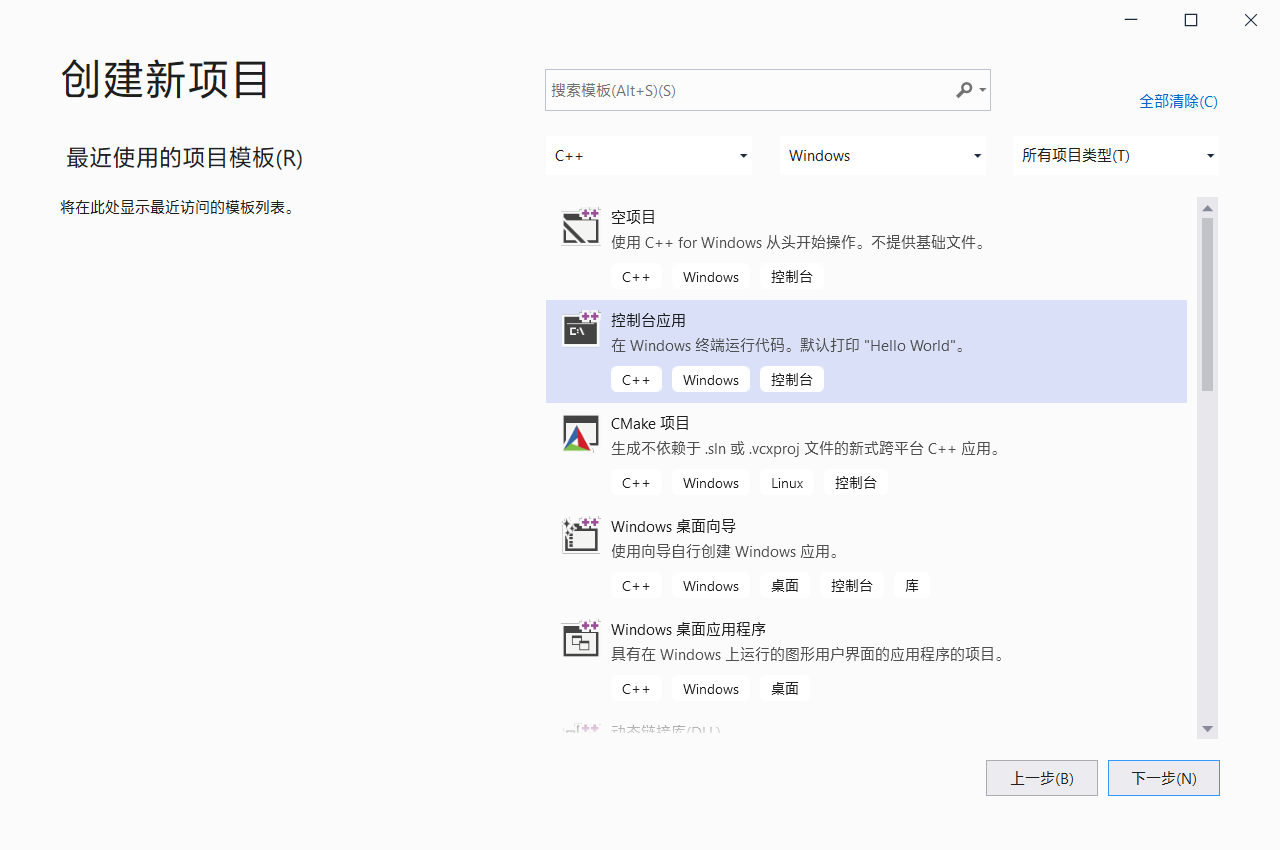 创建新项目
最近使用的项目模板(R)
将在此处显示最近访问的模板列表。
搜索模板(Alt+S)(S)
全部清除(C)
C++ Windows 所有项目类型(T)
空项目
使用 C++ for Windows 从头开始操作。不提供基础文件。
C++ Windows 控制台
控制台应用
在 Windows 终端运行代码。默认打印 "Hello World"。
C++ Windows 控制台
CMake 项目
生成不依赖于 .sln 或 .vcxproj 文件的新式跨平台 C++ 应用。
C++ Windows Linux 控制台
Windows 桌面向导
使用向导自行创建 Windows 应用。
C++ Windows 桌面 控制台 库
Windows 桌面应用程序
具有在 Windows 上运行的图形用户界面的应用程序的项目。
C++ Windows 桌面
动态链接库(DLL)
上一步(B) 下一步(N)